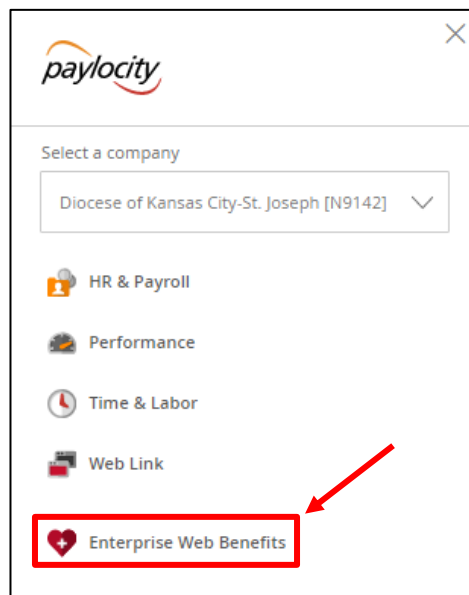 paylocity
Select a company
Diocese of Kansas City-St. Joseph [N9142]
HR & Payroll
Performance
Time & Labor
Web Link
Enterprise Web Benefits